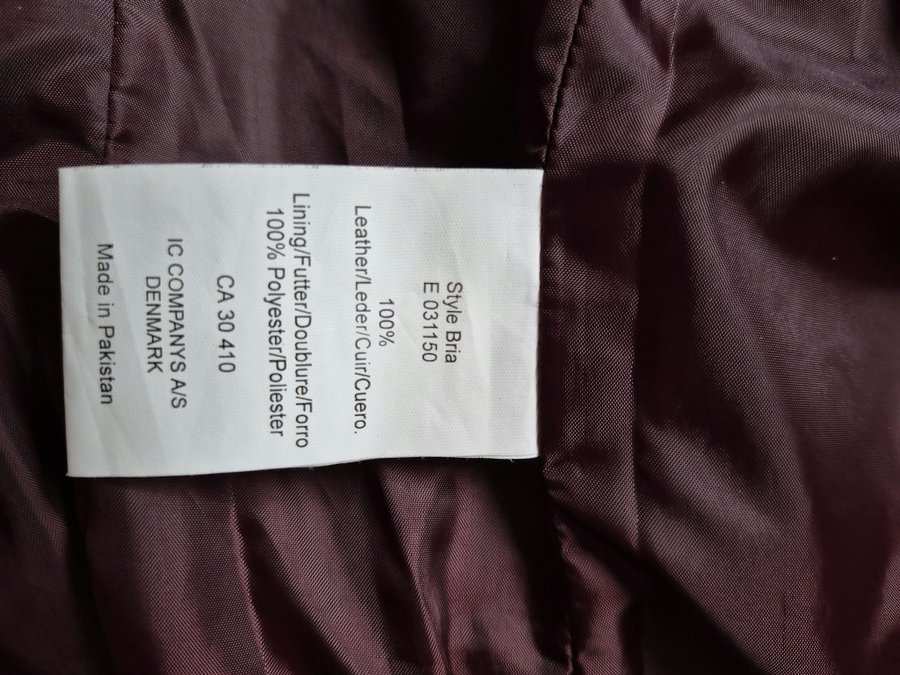 Style Bria
E 031150
100%
Leather/Leder/Cuir/Cuero.
Lining/Futter/Doublure/Forro
100% Polyester/Poliester
CA 30 410
IC COMPANYS A/S
DENMARK
Made in Pakistan